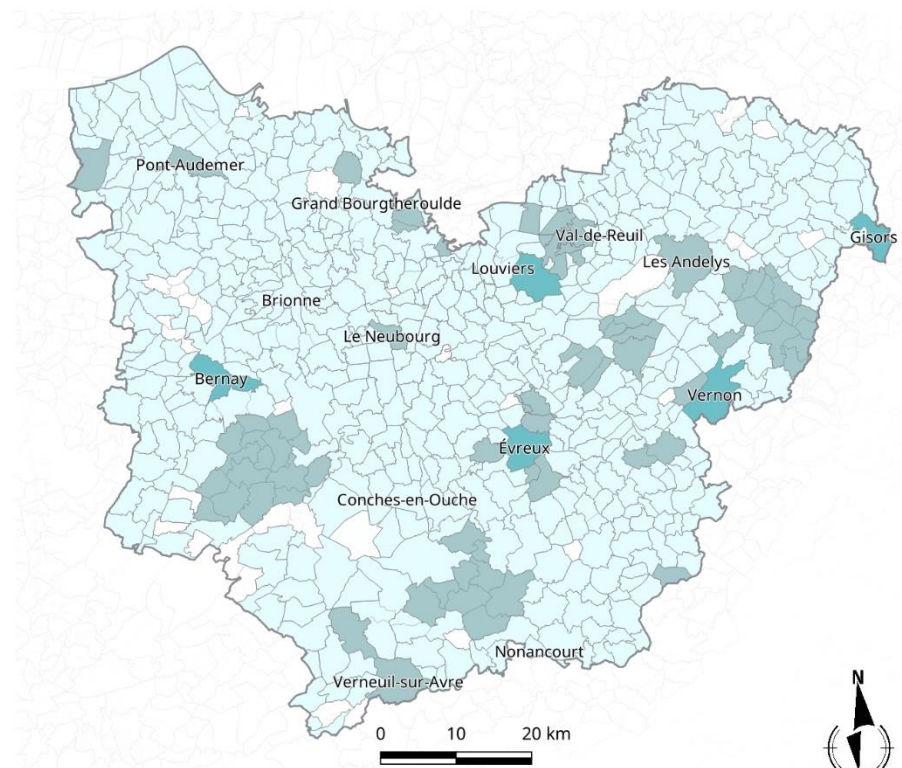 Pont-Audemer
Grand Bourgtheroulde
Val-de-Reuil
Gisors
Les Andelys
Louviers
Brionne
Le Neubourg
Bernay
Vernon
Évreux
Conches-en-Ouche
Nonancourt
Verneuil-sur-Avre
N
0 10 20 km